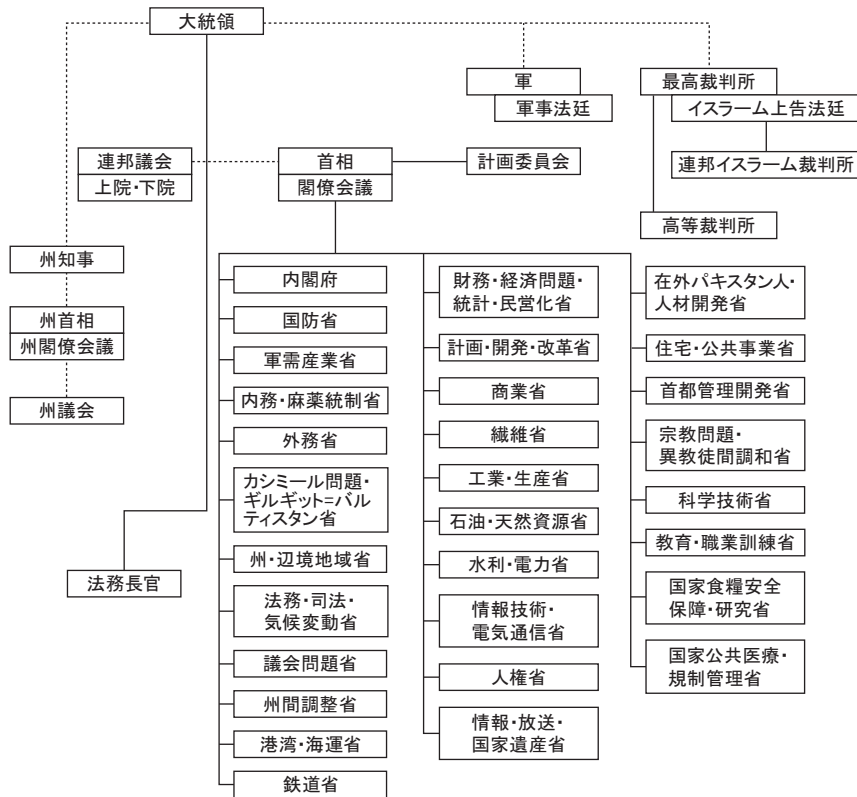 大統領
軍
軍事法廷
最高裁判所
イスラーム上告法廷
連邦イスラーム裁判所
高等裁判所
連邦議会
上院・下院
首相
閣僚会議
計画委員会
州知事
州首相
州閣僚会議
州議会
法務長官
内閣府
国防省
軍需産業省
内務・麻薬統制省
外務省
カシミール問題・
ギルギット=バル
ティスタン省
州・辺境地域省
法務・司法・
気候変動省
議会問題省
州間調整省
港湾・海運省
鉄道省
財務・経済問題・
統計・民営化省
計画・開発・改革省
商業省
繊維省
工業・生産省
石油・天然資源省
水利・電力省
情報技術・
電気通信省
人権省
情報・放送・
国家遺産省
在外パキスタン人・
人材開発省
住宅・公共事業省
首都管理開発省
宗教問題・
異教徒間調和省
科学技術省
教育・職業訓練省
国家食糧安全
保障・研究省
国家公共医療・
規制管理省